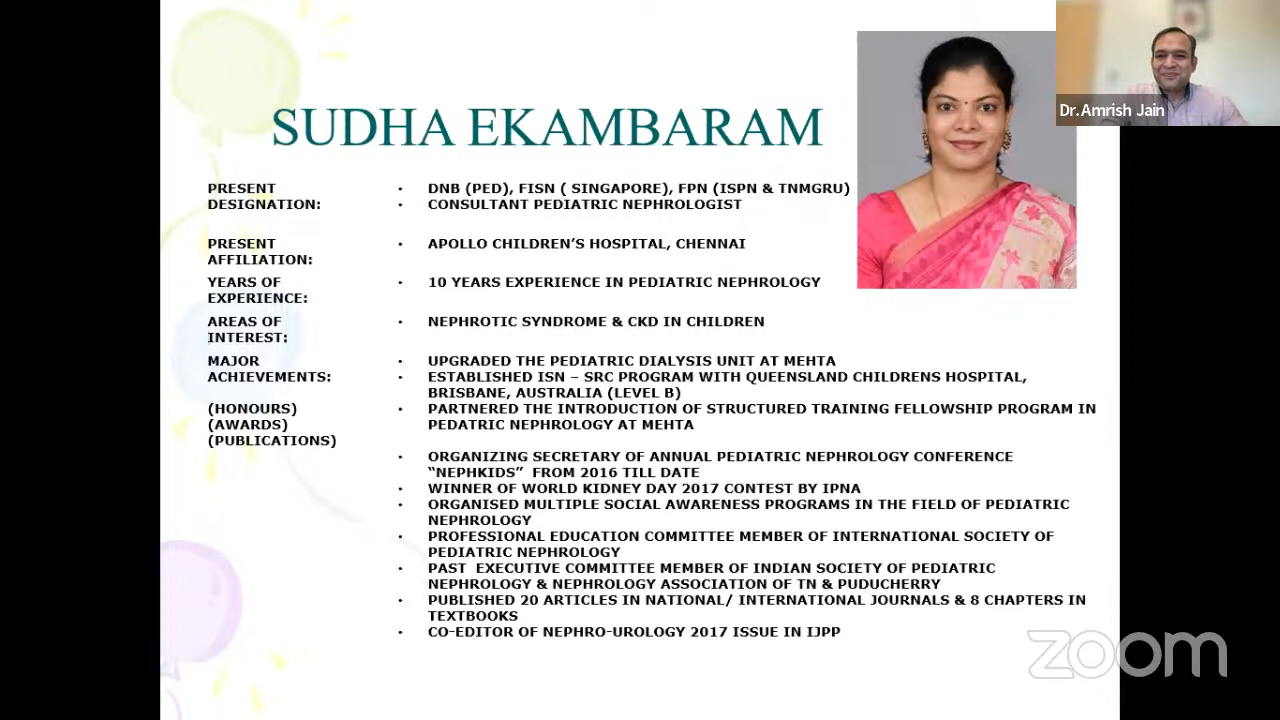 SUDHA EKAMBARAM
Dr.Amrish Jain
PRESENT
DESIGNATION:
• DNB (PED), FISN ( SINGAPORE), FPN (ISPN & TNMGRU)
• CONSULTANT PEDIATRIC NEPHROLOGIST
PRESENT
AFFILIATION:
• APOLLO CHILDREN’S HOSPITAL, CHENNAI
YEARS OF
EXPERIENCE:
• 10 YEARS EXPERIENCE IN PEDIATRIC NEPHROLOGY
AREAS OF
INTEREST:
• NEPHROTIC SYNDROME & CKD IN CHILDREN
MAJOR
ACHIEVEMENTS:
(HONOURS)
(AWARDS)
(PUBLICATIONS)
• UPGRADED THE PEDIATRIC DIALYSIS UNIT AT MEHTA
• ESTABLISHED ISN – SRC PROGRAM WITH QUEENSLAND CHILDRENS HOSPITAL,
BRISBANE, AUSTRALIA (LEVEL B)
• PARTNERED THE INTRODUCTION OF STRUCTURED TRAINING FELLOWSHIP PROGRAM IN
PEDATRIC NEPHROLOGY AT MEHTA
• ORGANIZING SECRETARY OF ANNUAL PEDIATRIC NEPHROLOGY CONFERENCE
“NEPHKIDS” FROM 2016 TILL DATE
• WINNER OF WORLD KIDNEY DAY 2017 CONTEST BY IPNA
• ORGANISED MULTIPLE SOCIAL AWARENESS PROGRAMS IN THE FIELD OF PEDIATRIC
NEPHROLOGY
• PROFESSIONAL EDUCATION COMMITTEE MEMBER OF INTERNATIONAL SOCIETY OF
PEDIATRIC NEPHROLOGY
• PAST EXECUTIVE COMMITTEE MEMBER OF INDIAN SOCIETY OF PEDIATRIC
NEPHROLOGY & NEPHROLOGY ASSOCIATION OF TN & PUDUCHERRY
• PUBLISHED 20 ARTICLES IN NATIONAL/ INTERNATIONAL JOURNALS & 8 CHAPTERS IN
TEXTBOOKS
• CO-EDITOR OF NEPHRO-UROLOGY 2017 ISSUE IN IJPP
zoom